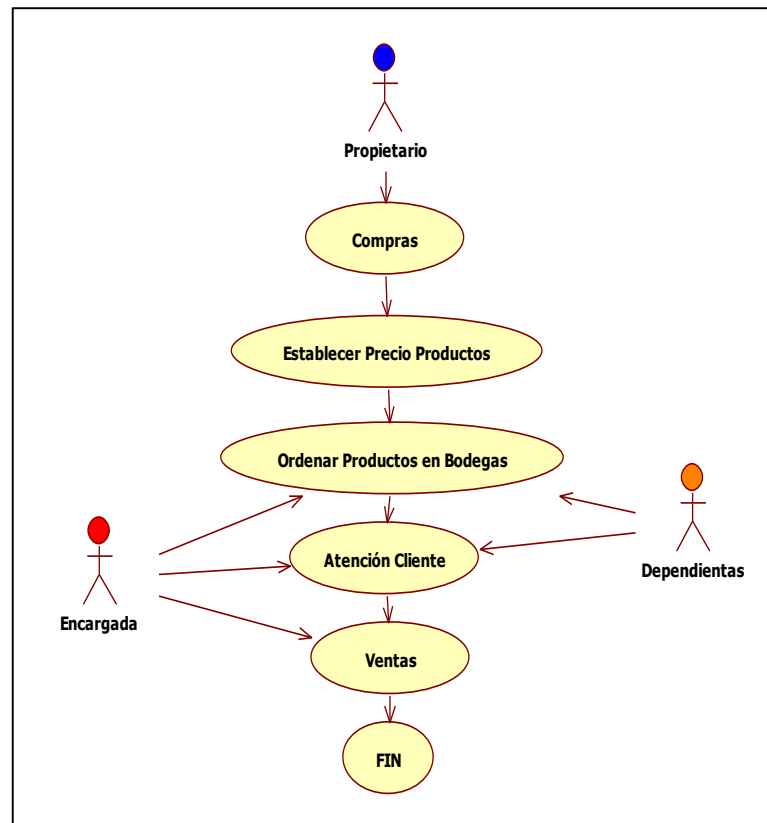 Propietario
Compras
Establecer Precio Productos
Ordenar Productos en Bodegas
Atención Cliente
Dependientas
Encargada
Ventas
FIN